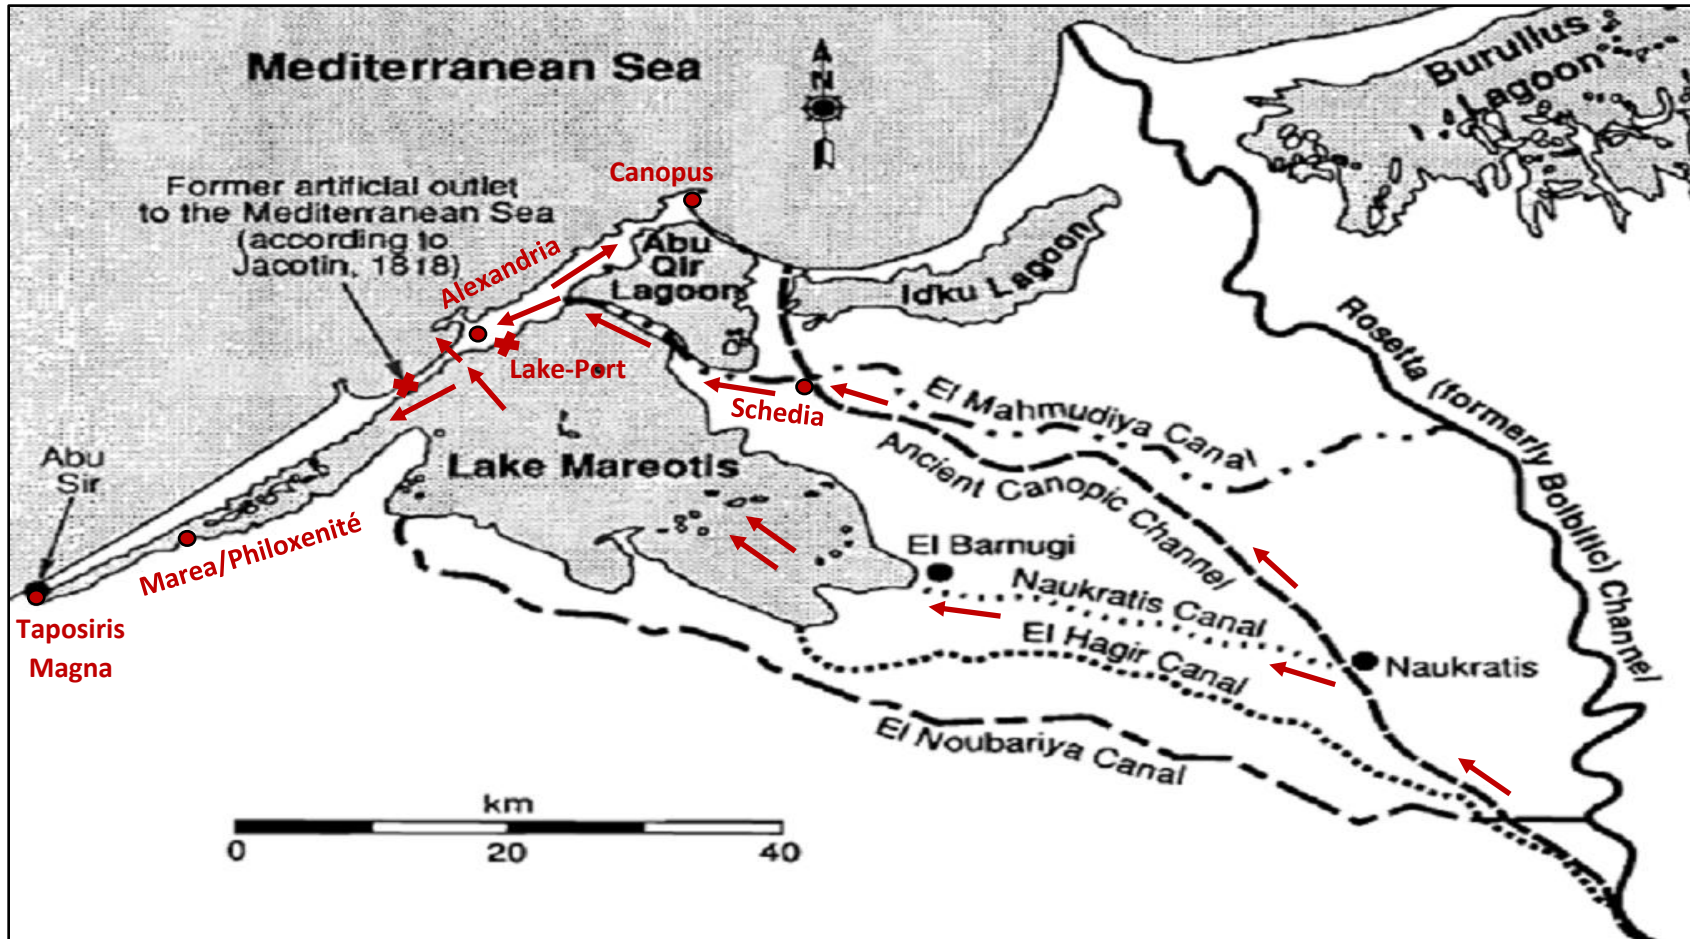 Mediterranean Sea
A
N
Burullus
Lagoon
Canopus
Former artificial outlet
to the Mediterranean Sea
(according to
Jacotin, 1818)
Alexandria
Abu
Qir
Lagoon
Id'ku Lagoon
Rosetta (formerly Bolbitic) Channel
Lake-Port
Schedia
El Mahmudiya Canal
Ancient Canopic Channel
Abu
Sir
Lake Mareotis
Marea/Philoxenité
El Barnugi
Naukratis Canal
El Hagir Canal
Naukratis
Taposiris
Magna
El Noubariya Canal
km
0 20 40